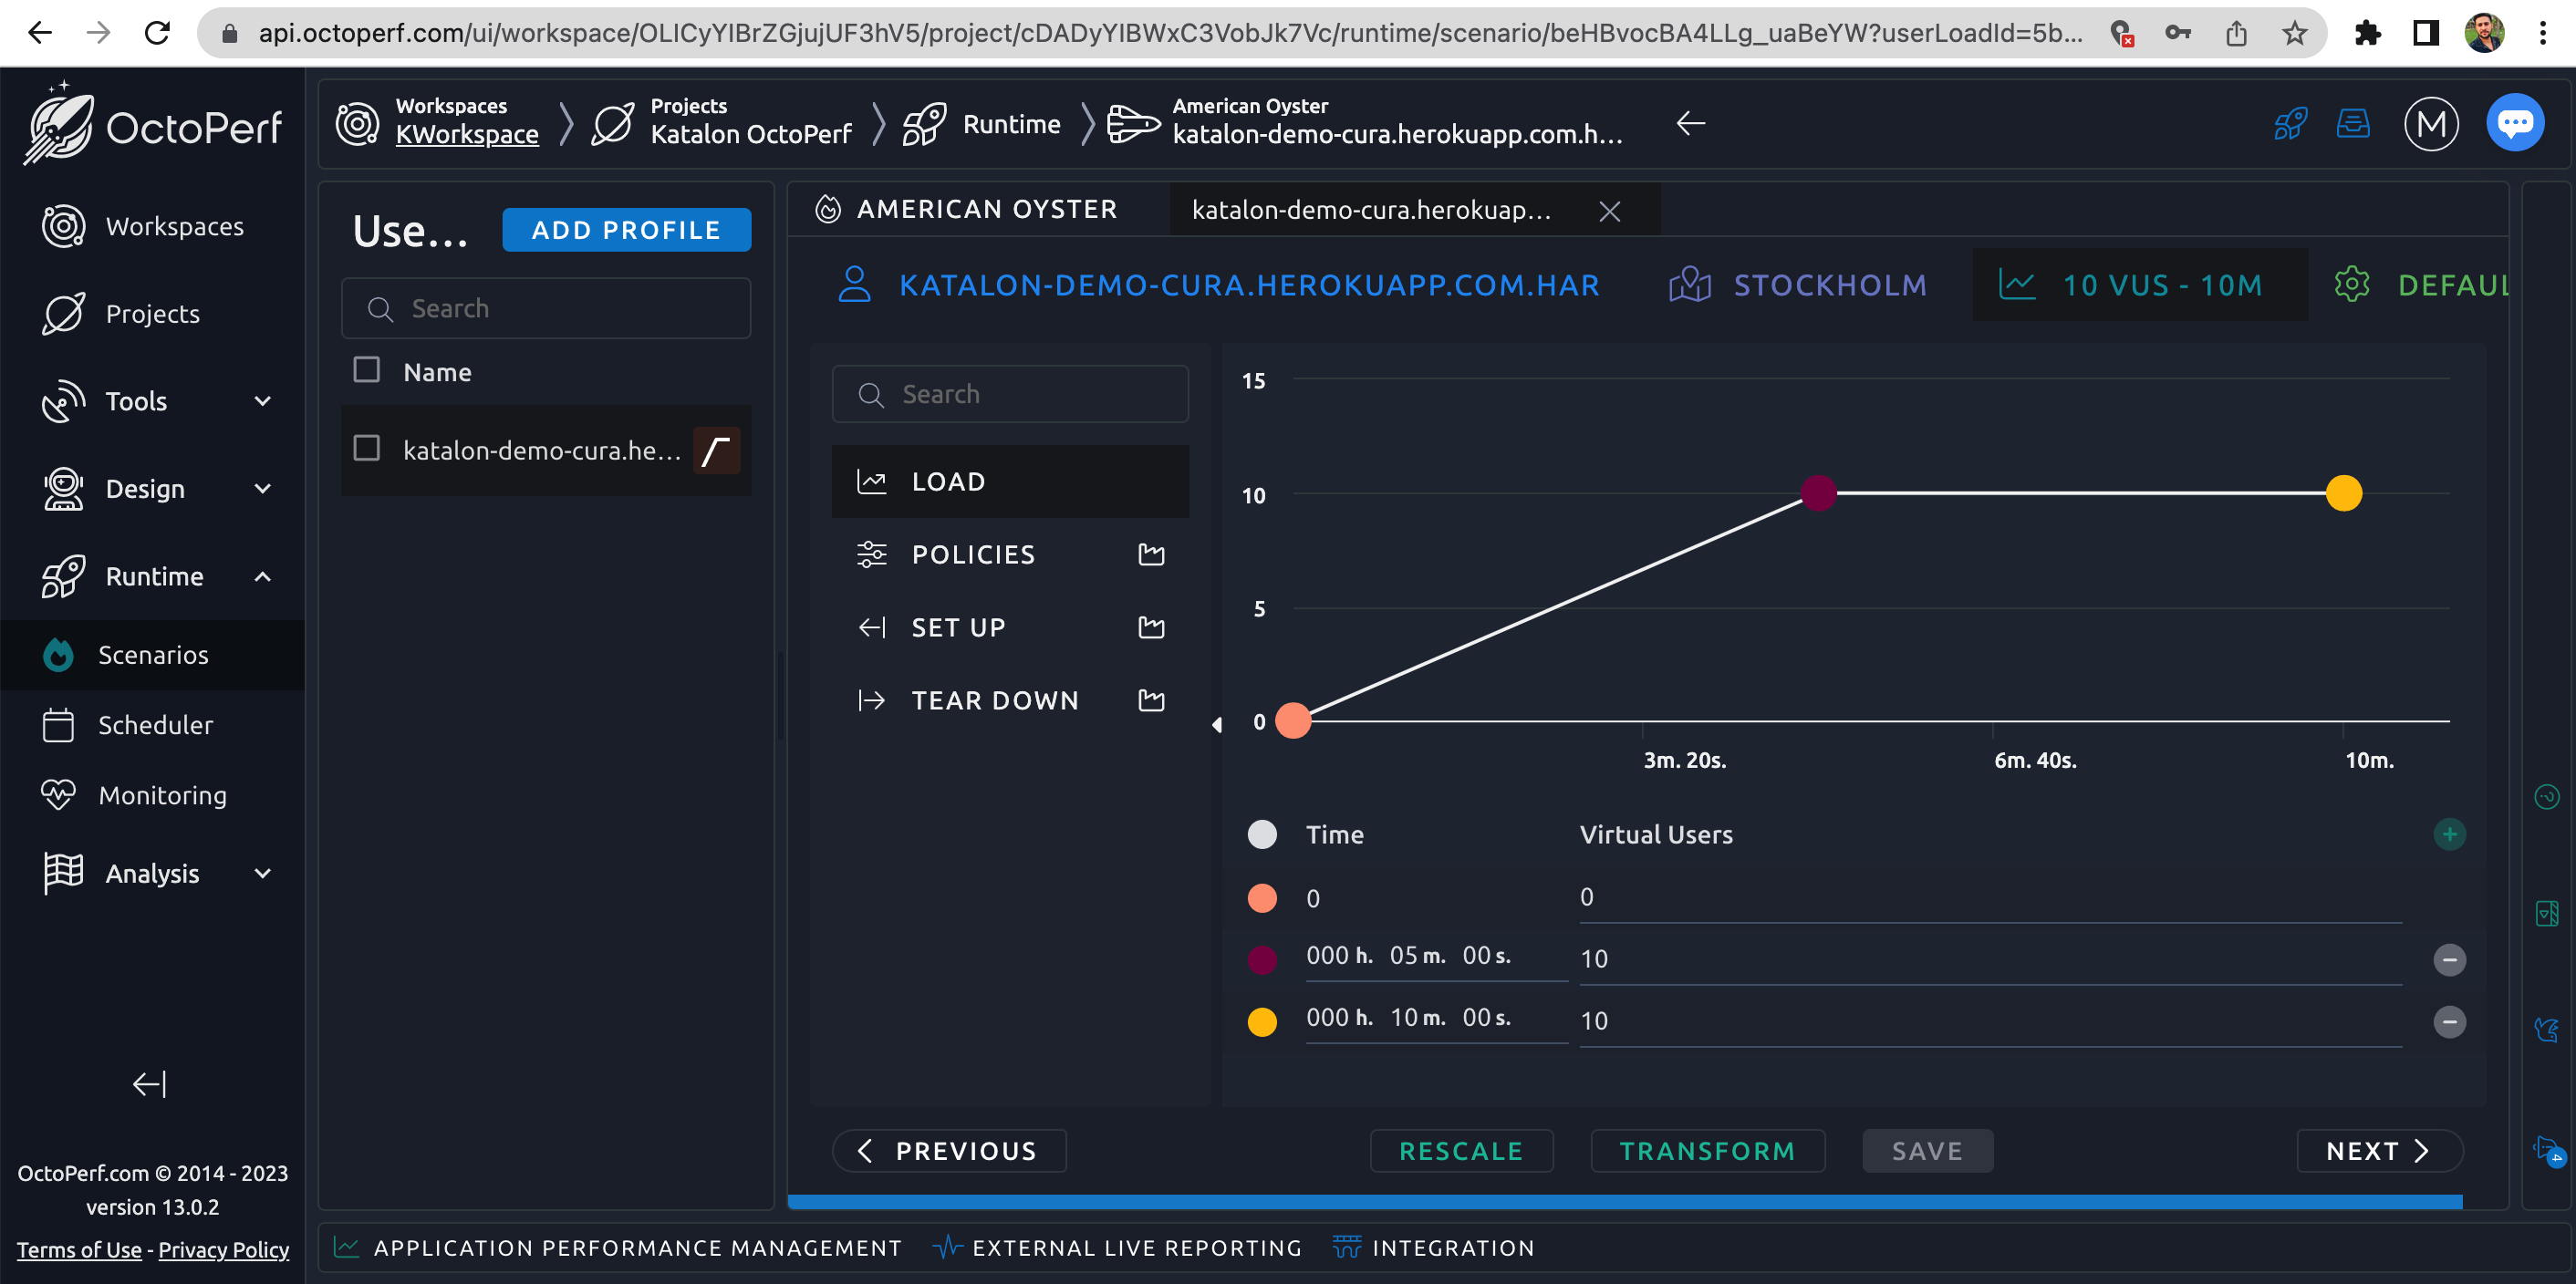 api.octoperf.com/ui/workspace/OLICyYIBrZGjujUF3hV5/project/cDADyYIBWxC3VobJk7Vc/runtime/scenario/beHBvocBA4LLg_uaBeYW?userLoadId=5b...
OctoPerf
Workspaces
KWorkspace
Projects
Katalon OctoPerf
Runtime
American Oyster
katalon-demo-cura.herokuapp.com.h...
M
Workspaces
Projects
Tools
Design
Runtime
Scenarios
Scheduler
Monitoring
Analysis
OctoPerf.com © 2014 - 2023
version 13.0.2
Terms of Use - Privacy Policy
Use...
ADD PROFILE
Search
Name
katalon-demo-cura.he...
AMERICAN OYSTER
katalon-demo-cura.herokuap...
KATALON-DEMO-CURA.HEROKUAPP.COM.HAR
STOCKHOLM
10 VUS - 10M
DEFAUL
Search
LOAD
POLICIES
SET UP
TEAR DOWN
15
10
5
0
3m. 20s.
6m. 40s.
10m.
Time
Virtual Users
0
0
000 h. 05 m. 00 s.
10
000 h. 10 m. 00 s.
10
PREVIOUS
RESCALE
TRANSFORM
SAVE
NEXT
4
APPLICATION PERFORMANCE MANAGEMENT
EXTERNAL LIVE REPORTING
INTEGRATION